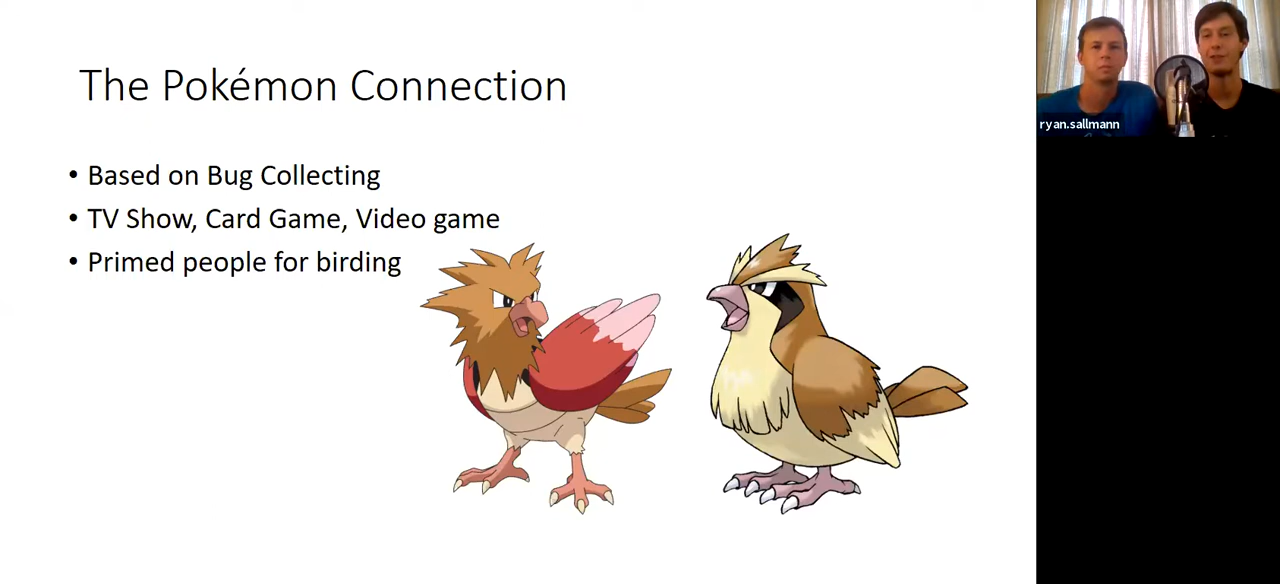 The Pokémon Connection
• Based on Bug Collecting
• TV Show, Card Game, Video game
• Primed people for birding
ryan.sallmann